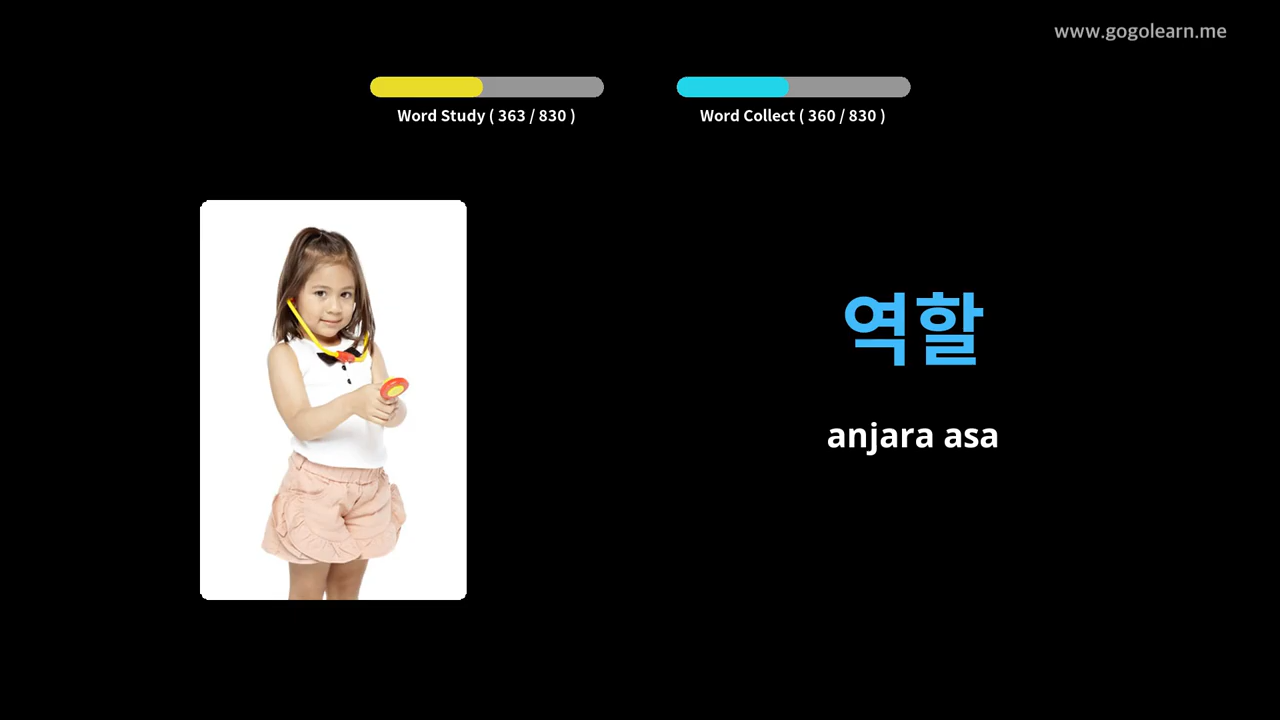 www.gogolearn.me
Word Study ( 363 / 830 )
Word Collect ( 360 / 830 )
역할
anjara asa